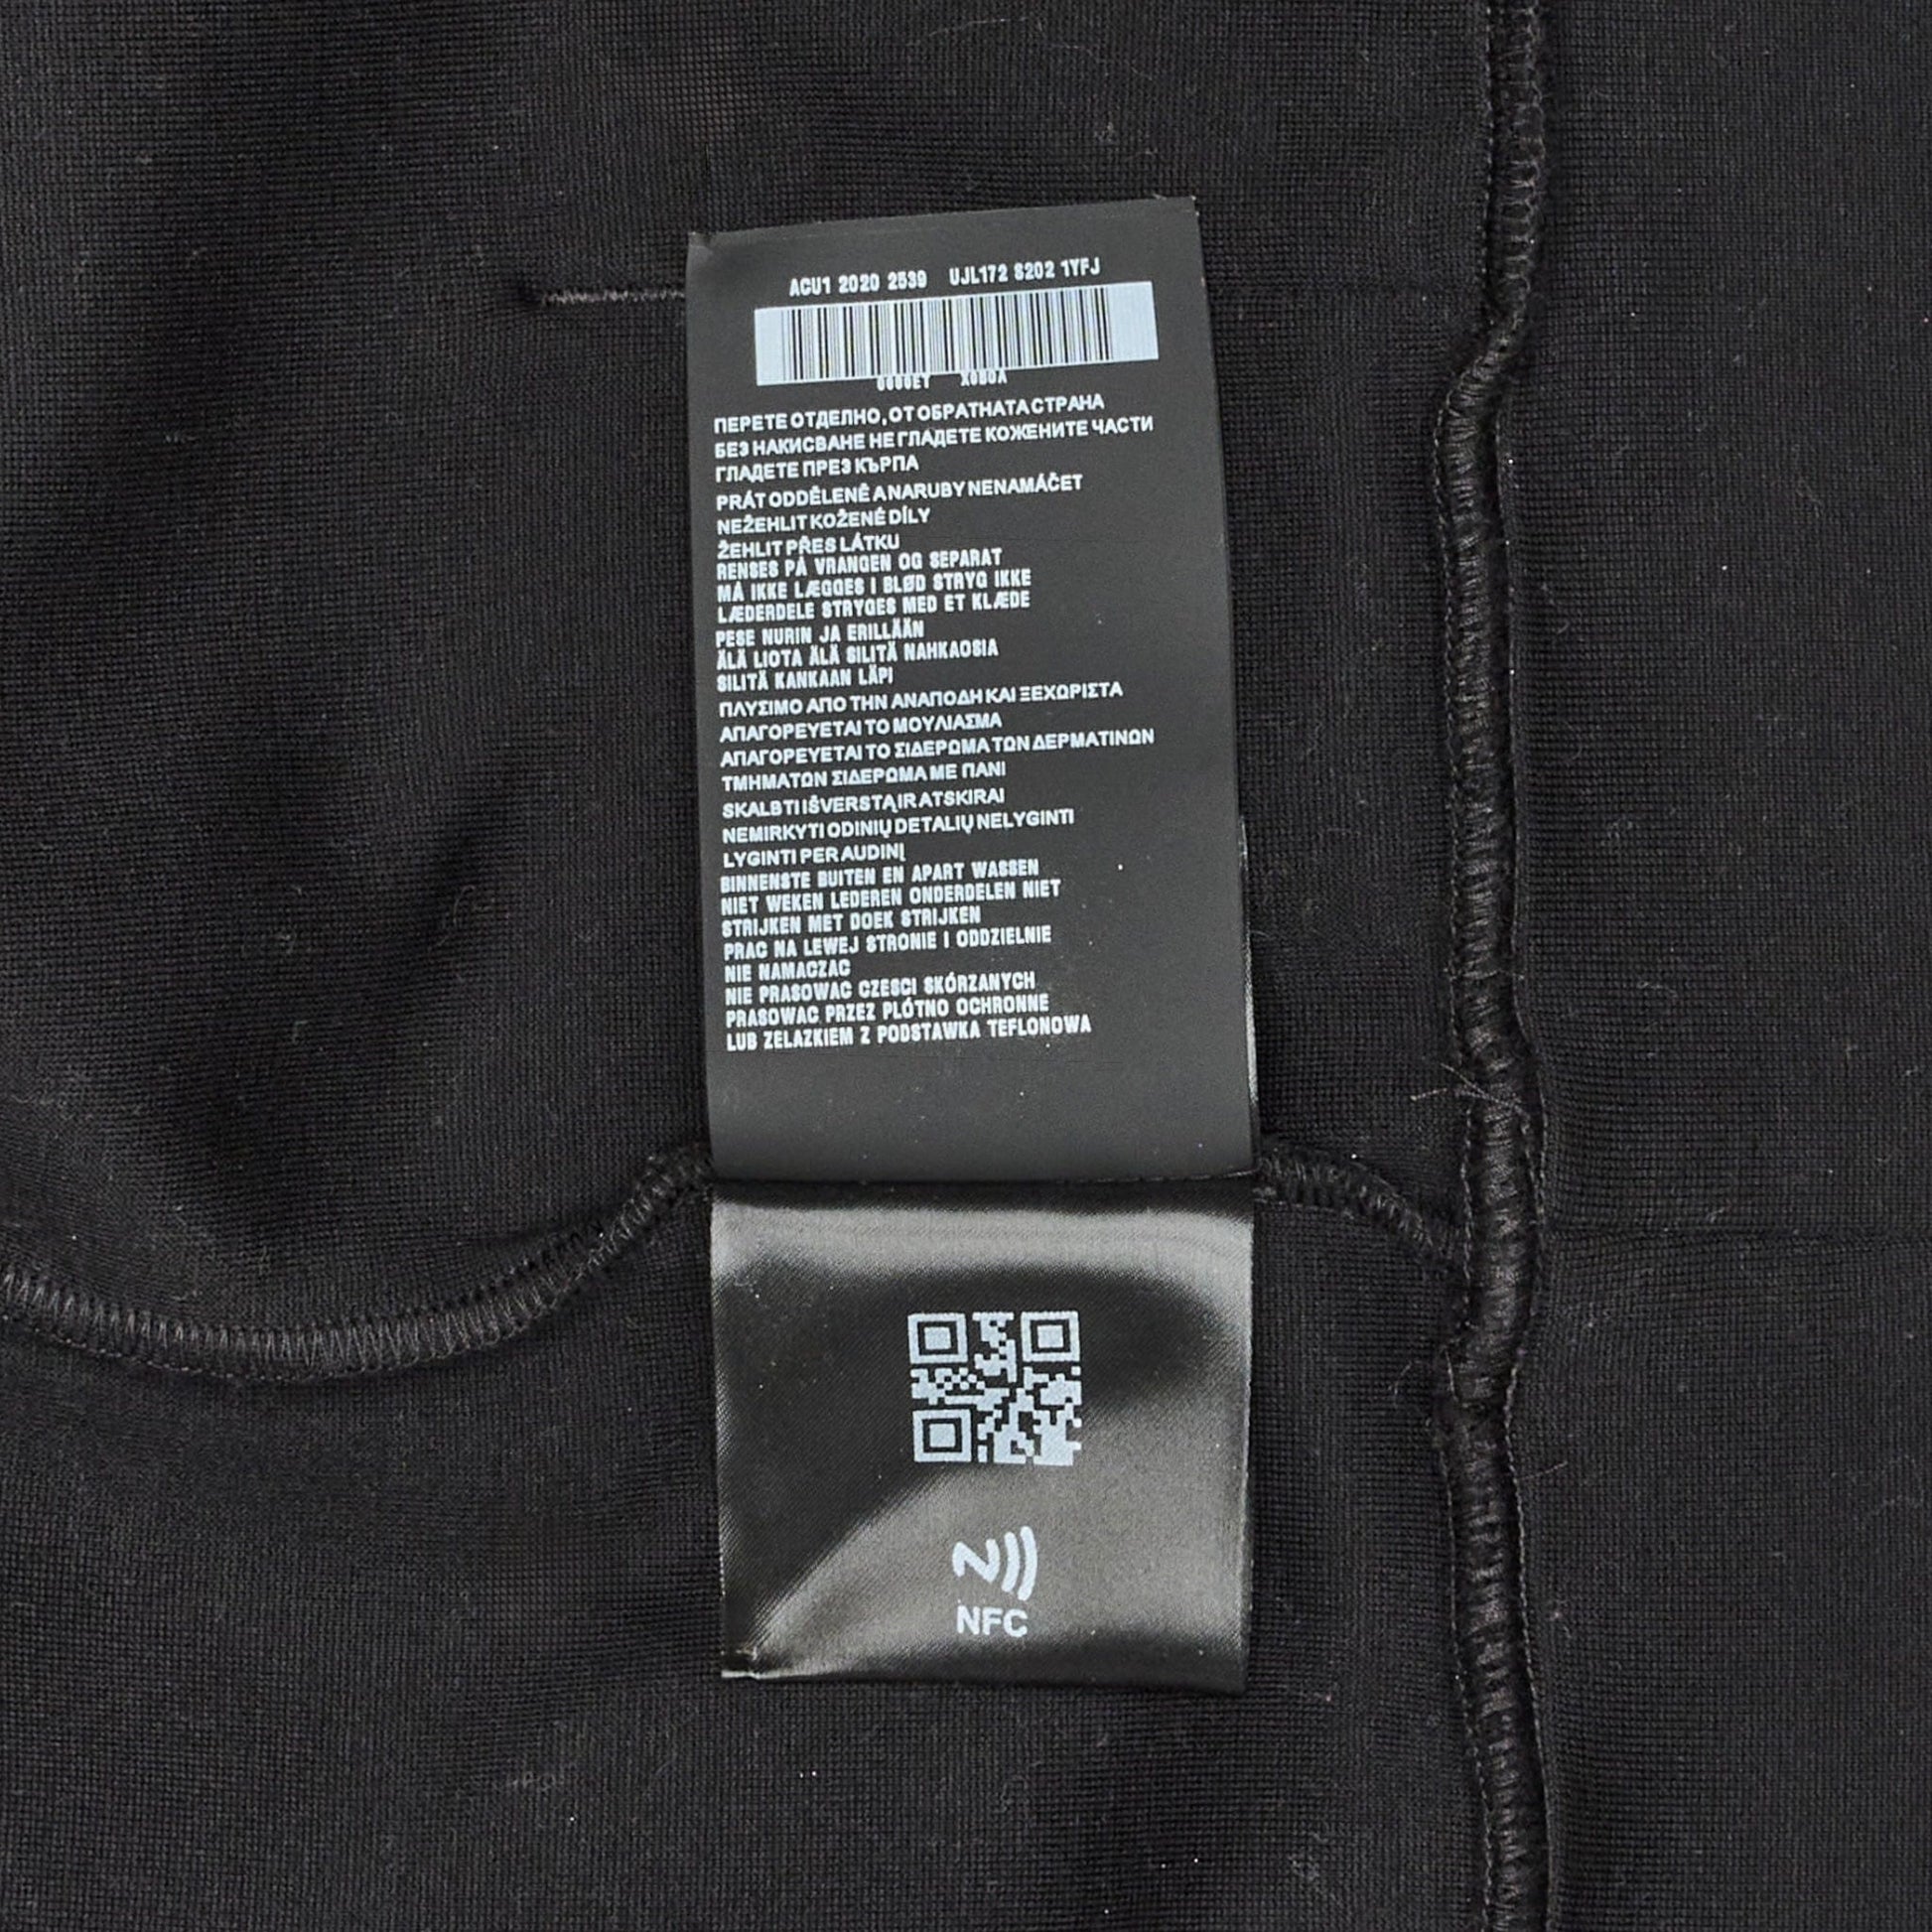 ACU1 2020 2539 UJL172 S202 1YFJ
ПЕРЕТЕ ОТДЕЛНО, ОТ ОБРАТНАТА СТРАНА
БЕЗ НАКИСВАНЕ НЕ ГЛАДЕТЕ КОЖЕНИТЕ ЧАСТИ
ГЛАДЕТЕ ПРЕЗ КЪРПА
PRÁT ODDĚLENĚ A NARUBY NENAMÁČET
NEŽEHLIT KOŽENÉ DÍLY
ŽEHLIT PŘES LÁTKU
RENSES PÅ VRANGEN OG SEPARAT
MÅ IKKE LÆGGES I BLØD STRYG IKKE
LÆDERDELE STRYGES MED ET KLÆDE
PESE NURIN JA ERILLÄÄN
ÄLÄ LIOTA ÄLÄ SILITÄ NAHKAOSIA
SILITÄ KANKAAN LÄPI
ΠΛΥΣΙΜΟ ΑΠΟ ΤΗΝ ΑΝΑΠΟΔΗ ΚΑΙ ΞΕΧΩΡΙΣΤΑ
ΑΠΑΓΟΡΕΥΕΤΑΙ ΤΟ ΜΟΥΛΙΑΣΜΑ
ΑΠΑΓΟΡΕΥΕΤΑΙ ΤΟ ΣΙΔΕΡΩΜΑ ΤΩΝ ΔΕΡΜΑΤΙΝΩΝ
ΤΜΗΜΑΤΩΝ ΣΙΔΕΡΩΜΑ ΜΕ ΠΑΝΙ
SKALBTI IŠVERSTĄ IR ATSKIRAI
NEMIRKYTI ODINIŲ DETALIŲ NELYGINTI
LYGINTI PER AUDINĮ
BINNENSTE BUITEN EN APART WASSEN
NIET WEKEN LEDEREN ONDERDELEN NIET
STRIJKEN MET DOEK STRIJKEN
PRAC NA LEWEJ STRONIE I ODDZIELNIE
NIE NAMACZAC
NIE PRASOWAC CZESCI SKÓRZANYCH
PRASOWAC PRZEZ PLÓTNO OCHRONNE
LUB ZELAZKIEM Z PODSTAWKA TEFLONOWA
NFC